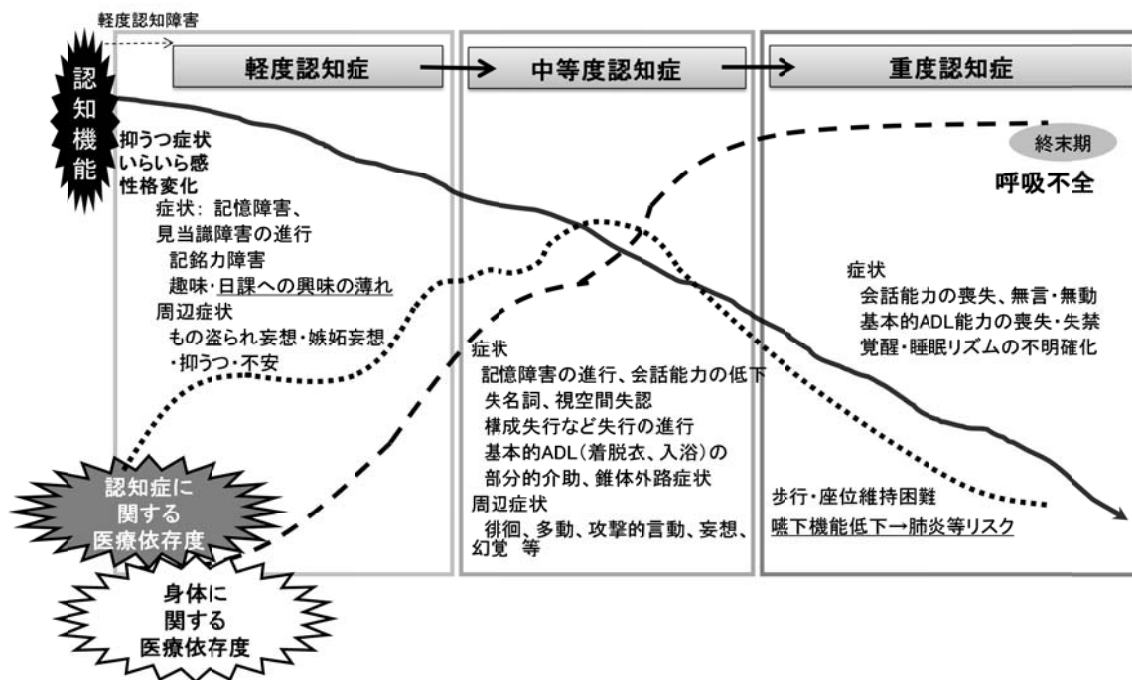 軽度認知障害
軽度認知症
中等度認知症
重度認知症
認知機能
抑うつ症状
いらいら感
性格変化
症状: 記憶障害、
見当識障害の進行
記銘力障害
趣味・日課への興味の薄れ
周辺症状
もの盗られ妄想・嫉妬妄想
・抑うつ・不安
認知症に
関する
医療依存度
身体に
関する
医療依存度
症状
記憶障害の進行、会話能力の低下
失名詞、視空間失認
構成失行など失行の進行
基本的ADL(着脱衣、入浴)の
部分的介助、錐体外路症状
周辺症状
徘徊、多動、攻撃的言動、妄想、
幻覚 等
終末期
呼吸不全
症状
会話能力の喪失、無言・無動
基本的ADL能力の喪失・失禁
覚醒・睡眠リズムの不明確化
歩行・座位維持困難
嚥下機能低下→肺炎等リスク